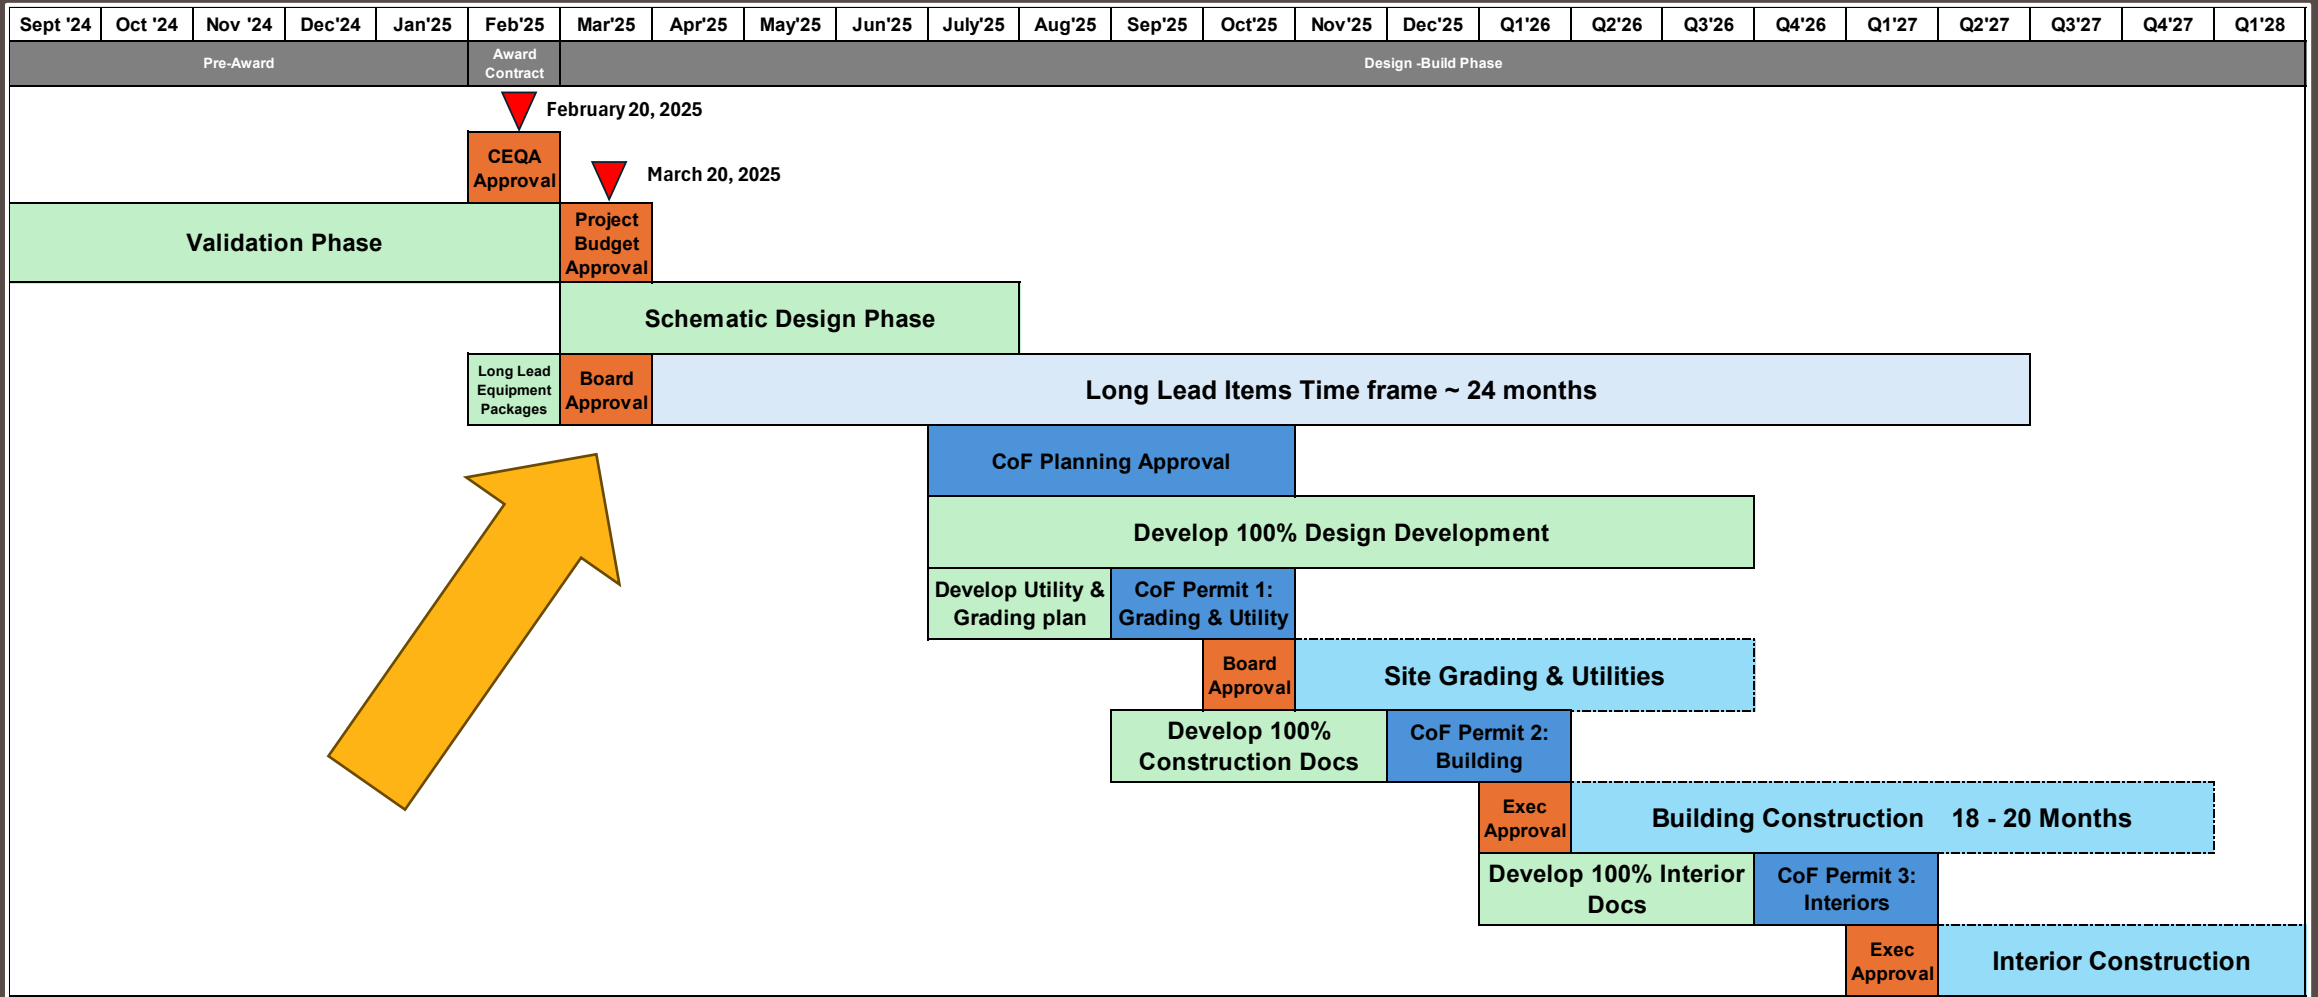 Sept '24 Oct '24 Nov '24 Dec'24 Jan'25 Feb'25 Mar'25 Apr'25 May'25 Jun'25 July'25 Aug'25 Sep'25 Oct'25 Nov'25 Dec'25 Q1'26 Q2'26 Q3'26 Q4'26 Q1'27 Q2'27 Q3'27 Q4'27 Q1'28
Pre-Award
Award
Contract
Design -Build Phase
February 20, 2025
CEQA
Approval
March 20, 2025
Validation Phase
Project
Budget
Approval
Schematic Design Phase
Long Lead
Equipment
Packages
Board
Approval
Long Lead Items Time frame ~ 24 months
CoF Planning Approval
Develop 100% Design Development
Develop Utility &
Grading plan
CoF Permit 1:
Grading & Utility
Board
Approval
Site Grading & Utilities
Develop 100%
Construction Docs
CoF Permit 2:
Building
Exec
Approval
Building Construction 18 - 20 Months
Develop 100% Interior
Docs
CoF Permit 3:
Interiors
Exec
Approval
Interior Construction